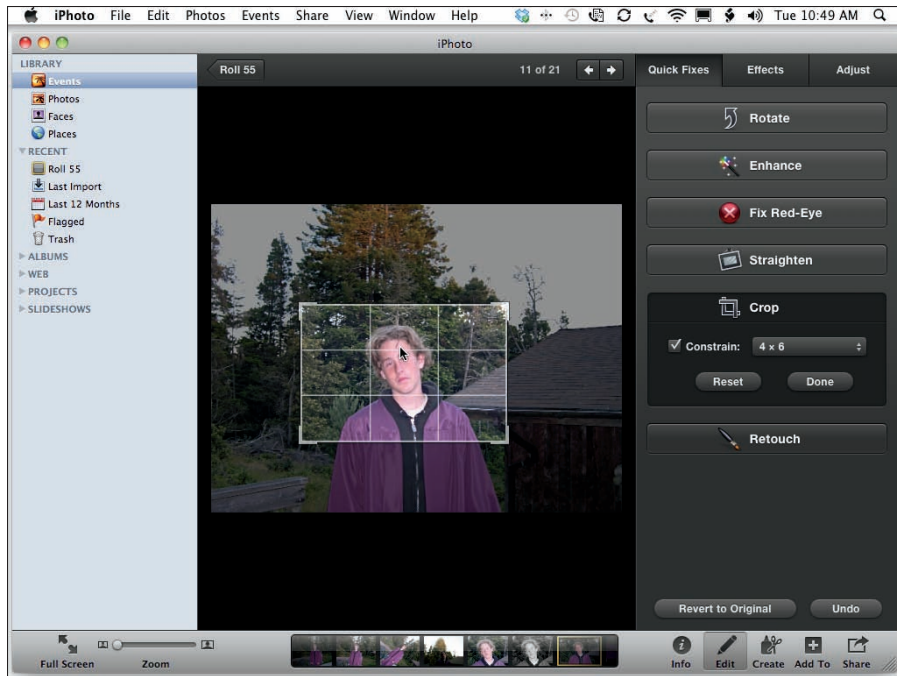 iPhoto File Edit Photos Events Share View Window Help Tue 10:49 AM
iPhoto
LIBRARY
Events
Photos
Faces
Places
RECENT
Roll 55
Last Import
Last 12 Months
Flagged
Trash
ALBUMS
WEB
PROJECTS
SLIDESHOWS
Roll 55
11 of 21
Quick Fixes Effects Adjust
Rotate
Enhance
Fix Red-Eye
Straighten
Crop
Constrain: 4 x 6
Reset Done
Retouch
Revert to Original Undo
Full Screen Zoom
Info Edit Create Add To Share